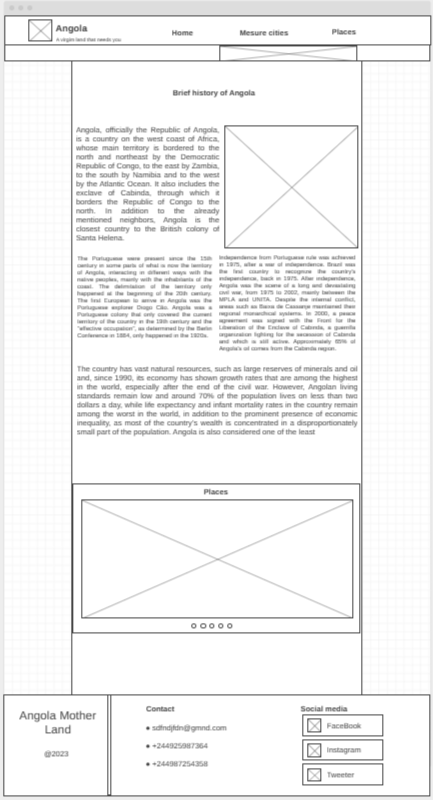 Angola
A virgin land that needs you
Home
Mesure cities
Places
Brief history of Angola
Angola, officially the Republic of Angola,
is a country on the west coast of Africa,
whose main territory is bordered to the
north and northeast by the Democratic
Republic of Congo, to the east by Zambia,
to the south by Namibia and to the west
by the Atlantic Ocean. It also includes the
exclave of Cabinda, through which it
borders the Republic of Congo to the
north. In addition to the already
mentioned neighbors, Angola is the
closest country to the British colony of
Santa Helena.
The Portuguese were present since the 15th
century in some parts of what is now the territory
of Angola, interacting in different ways with the
native peoples, mainly with the inhabitants of the
coast. The delimitation of the territory only
happened at the beginning of the 20th century.
The first European to arrive in Angola was the
Portuguese explorer Diogo Cão. Angola was a
Portuguese colony that only covered the current
territory of the country in the 19th century and the
"effective occupation", as determined by the Berlin
Conference in 1884, only happened in the 1920s.
Independence from Portuguese rule was achieved
in 1975, after a war of independence. Brazil was
the first country to recognize the country's
independence, back in 1975. After independence,
Angola was the scene of a long and devastating
civil war, from 1975 to 2002, mainly between the
MPLA and UNITA. Despite the internal conflict,
areas such as Baixa de Cassanje maintained their
regional monarchical systems. In 2000, a peace
agreement was signed with the Front for the
Liberation of the Enclave of Cabinda, a guerrilla
organization fighting for the secession of Cabinda
and which is still active. Approximately 65% of
Angola's oil comes from the Cabinda region.
The country has vast natural resources, such as large reserves of minerals and oil
and, since 1990, its economy has shown growth rates that are among the highest
in the world, especially after the end of the civil war. However, Angolan living
standards remain low and around 70% of the population lives on less than two
dollars a day, while life expectancy and infant mortality rates in the country remain
among the worst in the world, in addition to the prominent presence of economic
inequality, as most of the country's wealth is concentrated in a disproportionately
small part of the population. Angola is also considered one of the least
Places
Angola Mother
Land
@2023
Contact
sdfndjfdn@gmnd.com
+244925987364
+244987254358
Social media
FaceBook
Instagram
Tweeter